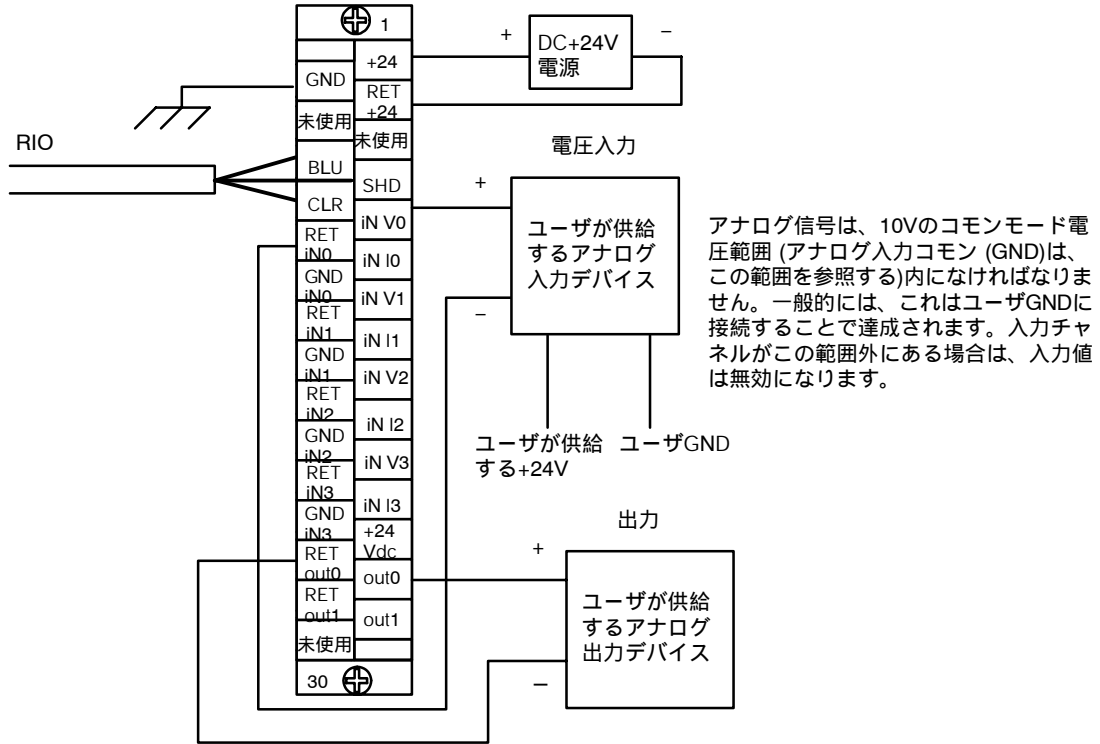 1
+
DC+24V
電源
−
GND
+24
RET
+24
未使用
未使用
RIO
BLU
SHD
CLR
iN V0
RET
iN0
iN I0
GND
iN0
iN V1
RET
iN1
iN I1
GND
iN1
iN V2
RET
iN2
iN I2
GND
iN2
iN V3
RET
iN3
iN I3
GND
iN3
+24
Vdc
RET
out0
out0
RET
out1
out1
未使用
30
電圧入力
+
ユーザが供給
するアナログ
入力デバイス
−
ユーザが供給
する+24V
ユーザGND
アナログ信号は、10Vのコモンモード電
圧範囲 (アナログ入力コモン (GND)は、
この範囲を参照する)内になければなりま
せん。一般的には、これはユーザGNDに
接続することで達成されます。入力チャ
ネルがこの範囲外にある場合は、入力値
は無効になります。
出力
+
ユーザが供給
するアナログ
出力デバイス
−